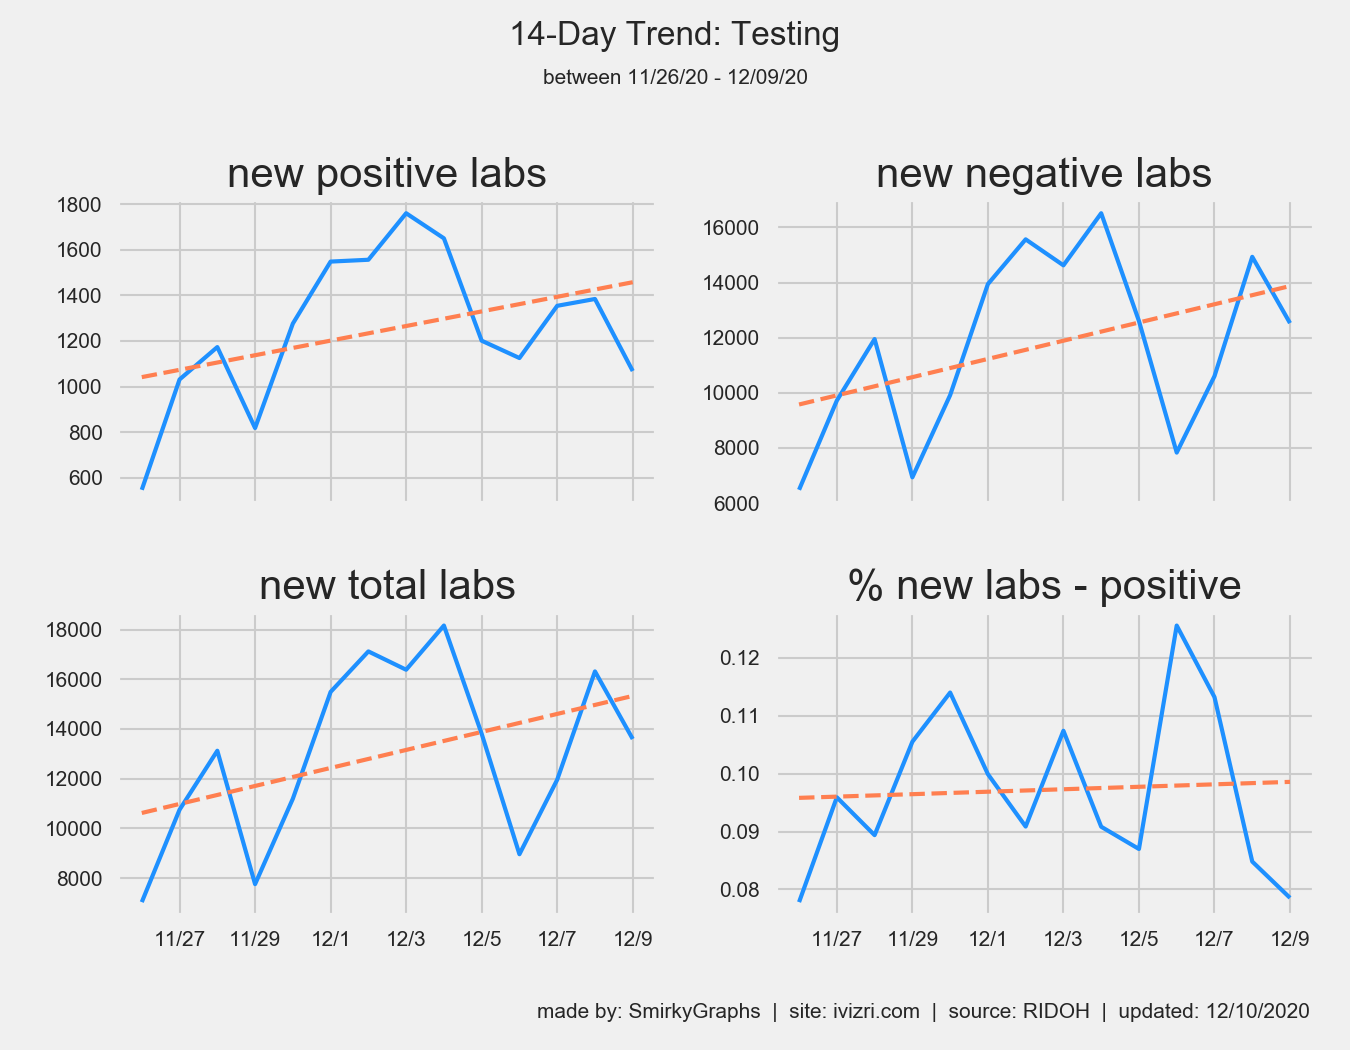 14-Day Trend: Testing
between 11/26/20 - 12/09/20
new positive labs
1800
1600
1400
1200
1000
800
600
new negative labs
16000
14000
12000
10000
8000
6000
new total labs
18000
16000
14000
12000
10000
8000
11/27 11/29 12/1 12/3 12/5 12/7 12/9
% new labs - positive
0.12
0.11
0.10
0.09
0.08
11/27 11/29 12/1 12/3 12/5 12/7 12/9
made by: SmirkyGraphs | site: ivizri.com | source: RIDOH | updated: 12/10/2020